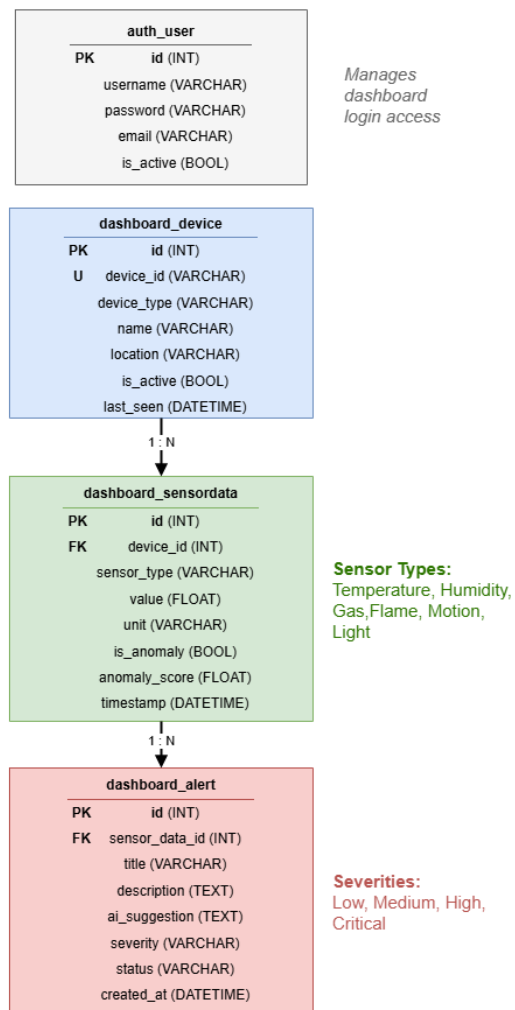 auth_user
PK id (INT)
username (VARCHAR)
password (VARCHAR)
email (VARCHAR)
is_active (BOOL)
Manages
dashboard
login access
dashboard_device
PK id (INT)
U device_id (VARCHAR)
device_type (VARCHAR)
name (VARCHAR)
location (VARCHAR)
is_active (BOOL)
last_seen (DATETIME)
1 : N
dashboard_sensordata
PK id (INT)
FK device_id (INT)
sensor_type (VARCHAR)
value (FLOAT)
unit (VARCHAR)
is_anomaly (BOOL)
anomaly_score (FLOAT)
timestamp (DATETIME)
Sensor Types:
Temperature, Humidity,
Gas,Flame, Motion,
Light
1 : N
dashboard_alert
PK id (INT)
FK sensor_data_id (INT)
title (VARCHAR)
description (TEXT)
ai_suggestion (TEXT)
severity (VARCHAR)
status (VARCHAR)
created_at (DATETIME)
Severities:
Low, Medium, High,
Critical